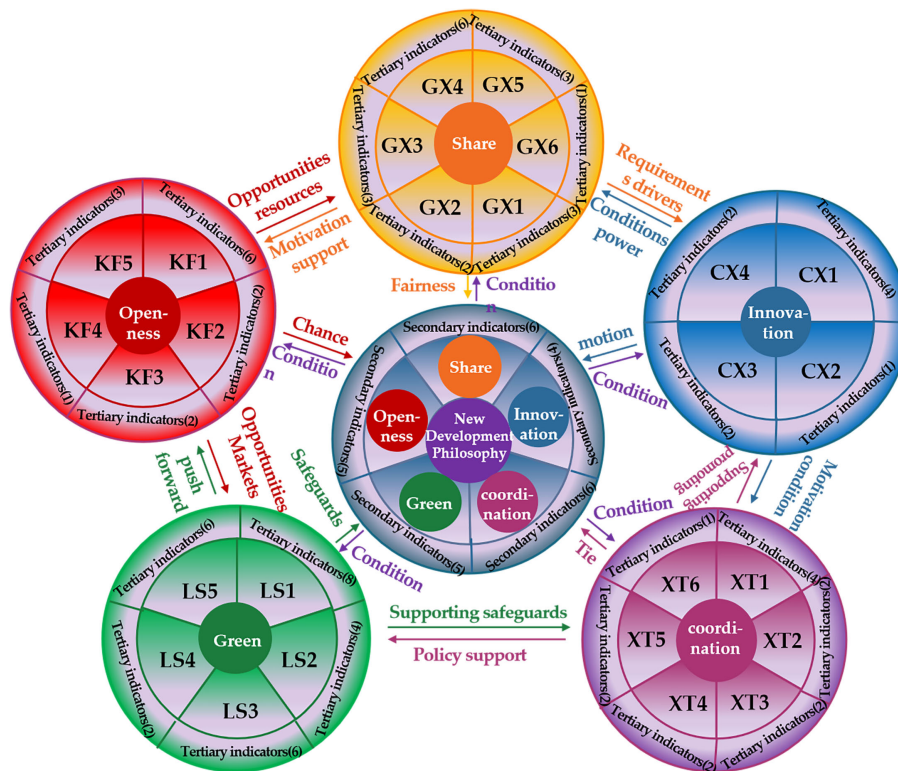 Tertiary indicators(6)
Tertiary indicators(3)
Tertiary indicators(1)
Tertiary indicators(3)
Tertiary indicators(2)
Tertiary indicators(3)
GX4
GX5
GX3
GX6
GX2
GX1
Share
Opportunities
resources
Motivation
support
Requirement
s drivers
Conditions
power
Tertiary indicators(3)
Tertiary indicators(6)
Tertiary indicators(2)
Tertiary indicators(2)
Tertiary indicators(1)
KF5
KF1
KF4
KF2
KF3
Open-
ness
Fairness
Conditio
n
Tertiary indicators(2)
Tertiary indicators(4)
Tertiary indicators(1)
Tertiary indicators(2)
CX4
CX1
CX3
CX2
Innova-
tion
Chance
Conditio
n
motion
Condition
Secondary indicators(6)
Secondary indicators(4)
Secondary indicators(6)
Secondary indicators(5)
Secondary indicators(5)
Share
Open-
ness
Innov-
ation
New
Development
Philosophy
Green
coordi-
nation
push
forward
Opportunities
Markets
Safeguards
Condition
Condition
Tie
Supporting
promoting
Motivation
condition
Tertiary indicators(6)
Tertiary indicators(8)
Tertiary indicators(4)
Tertiary indicators(6)
Tertiary indicators(2)
LS5
LS1
LS4
LS2
LS3
Green
Supporting safeguards
Policy support
Tertiary indicators(1)
Tertiary indicators(4)
Tertiary indicators(2)
Tertiary indicators(2)
Tertiary indicators(2)
Tertiary indicators(2)
XT6
XT1
XT5
XT2
XT4
XT3
coordi-
nation